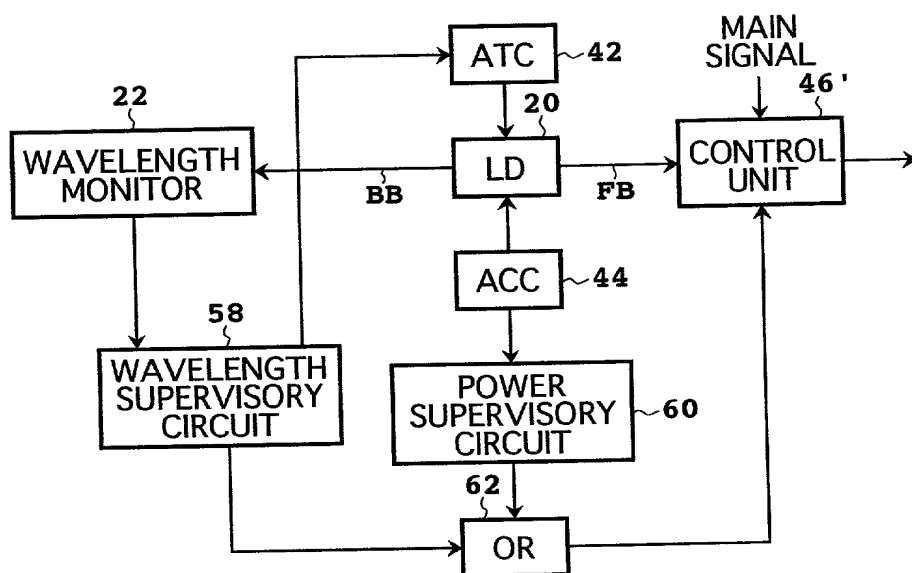 ATC
42
MAIN
SIGNAL
46'
22
20
WAVELENGTH
MONITOR
BB
LD
FB
CONTROL
UNIT
ACC
44
58
WAVELENGTH
SUPERVISORY
CIRCUIT
POWER
SUPERVISORY
CIRCUIT
60
62
OR